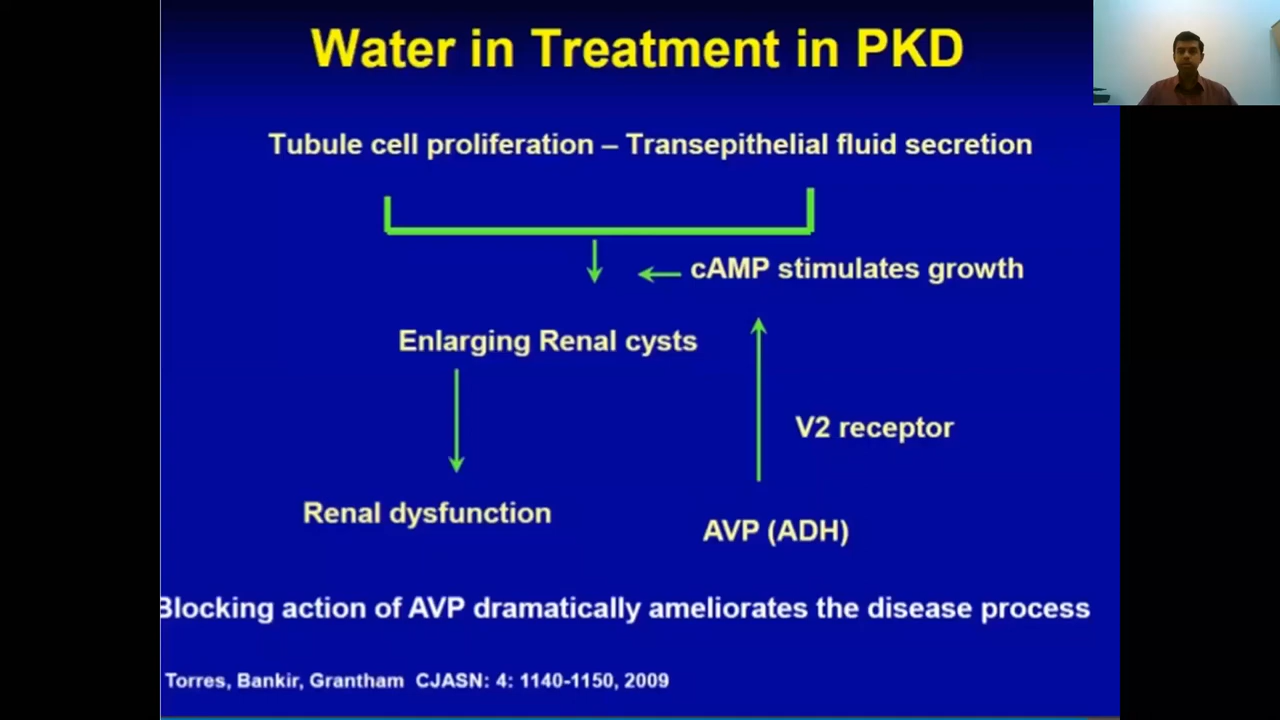 Water in Treatment in PKD
Tubule cell proliferation – Transepithelial fluid secretion
cAMP stimulates growth
Enlarging Renal cysts
V2 receptor
Renal dysfunction
AVP (ADH)
Blocking action of AVP dramatically ameliorates the disease process
Torres, Bankir, Grantham CJASN: 4: 1140-1150, 2009